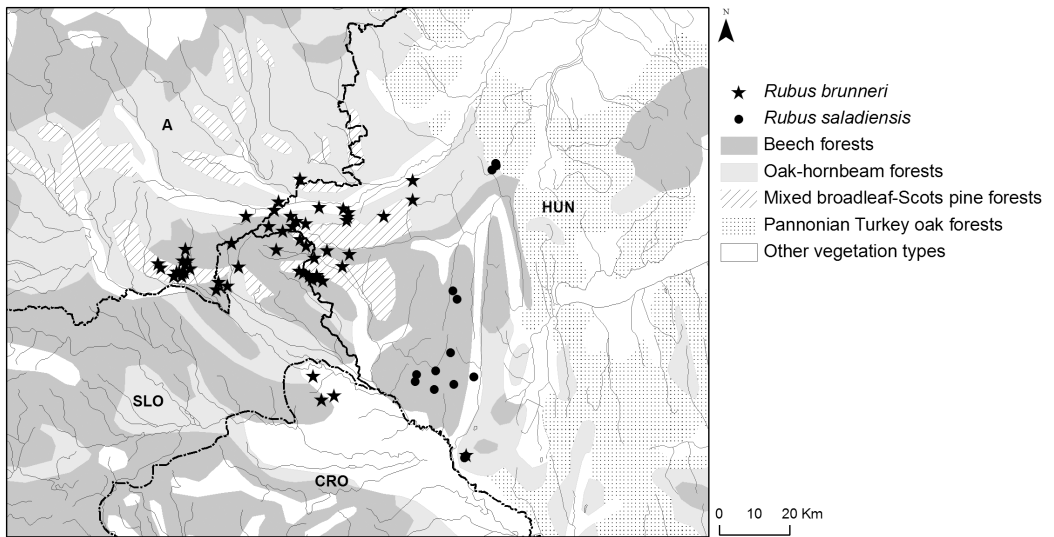 N
Rubus brunneri
Rubus saladiensis
Beech forests
Oak-hornbeam forests
Mixed broadleaf-Scots pine forests
Pannonian Turkey oak forests
Other vegetation types
A
HUN
SLO
CRO
0 10 20 Km